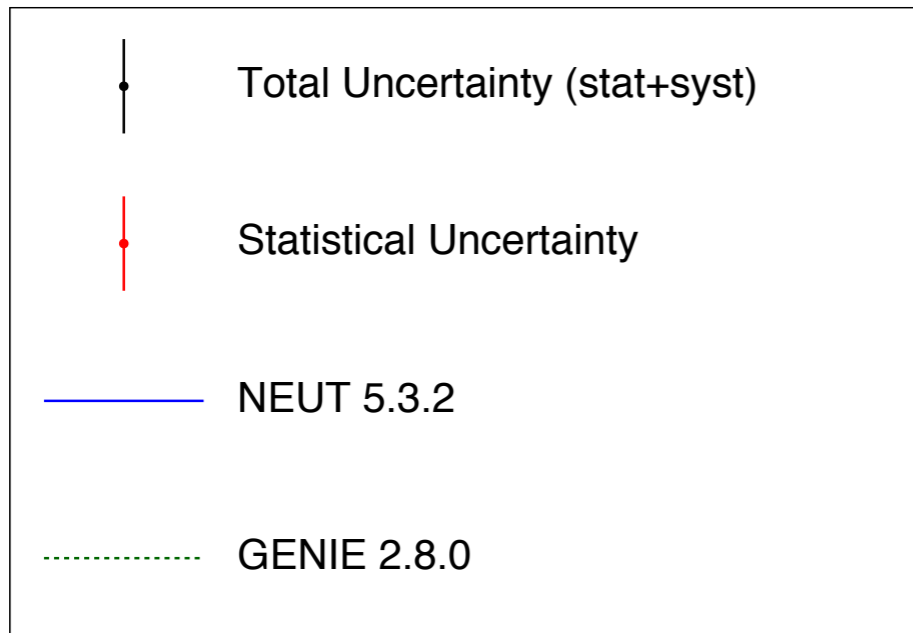 Total Uncertainty (stat+syst)
Statistical Uncertainty
NEUT 5.3.2
GENIE 2.8.0